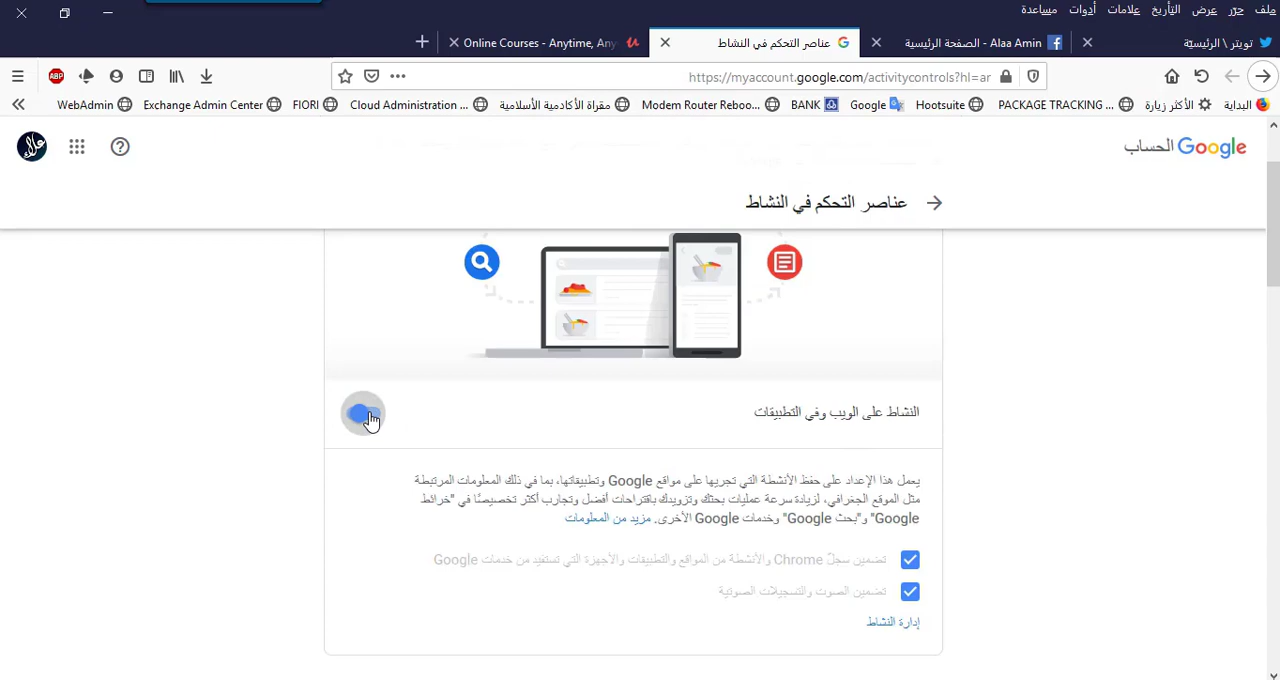 ملف حرّر عرض التأريخ علامات أدوات مساعدة
تويتر \ الرئيسيّة
Alaa Amin - الصفحة الرئيسية
عناصر التحكم في النشاط
Online Courses - Anytime, Any
https://myaccount.google.com/activitycontrols?hl=ar
ABP
البداية
الأكثر زيارة
PACKAGE TRACKING ...
Hootsuite
Google
BANK
Modem Router Reboo...
مقرأة الأكاديمية الأسلامية
Cloud Administration ...
FIORI
Exchange Admin Center
WebAdmin
Google الحساب
علاء
عناصر التحكم في النشاط
النشاط على الويب وفي التطبيقات
يعمل هذا الإعداد على حفظ الأنشطة التي تجريها على مواقع Google وتطبيقاتها، بما في ذلك المعلومات المرتبطة
مثل الموقع الجغرافي، لزيادة سرعة عمليات بحثك وتزويدك باقتراحات أفضل وتجارب أكثر تخصيصًا في "خرائط
Google" و"بحث Google" وخدمات Google الأخرى. مزيد من المعلومات
تضمين سجلّ Chrome والأنشطة من المواقع والتطبيقات والأجهزة التي تستفيد من خدمات Google
تضمين الصوت والتسجيلات الصوتية
إدارة النشاط